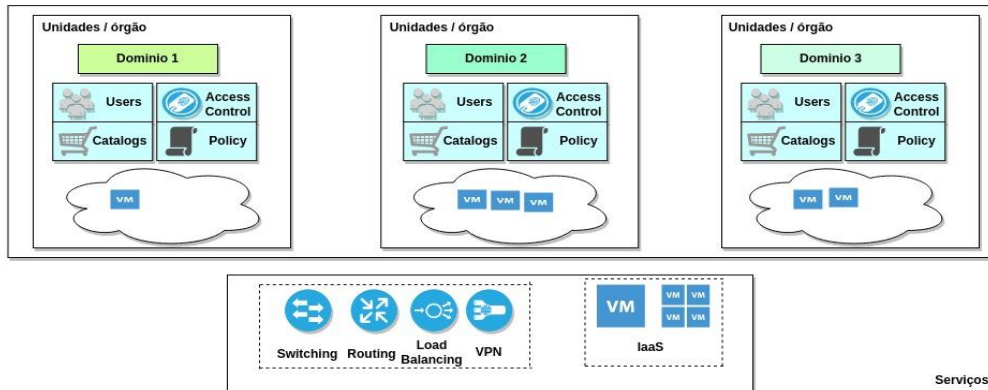 Unidades / órgão
Dominio 1
Users
Access
Control
Catalogs
Policy
VM
Unidades / órgão
Dominio 2
Users
Access
Control
Catalogs
Policy
VM VM VM
Unidades / órgão
Dominio 3
Users
Access
Control
Catalogs
Policy
VM VM
Switching
Routing
Load
Balancing
VPN
VM
VM VM
VM VM
IaaS
Serviços